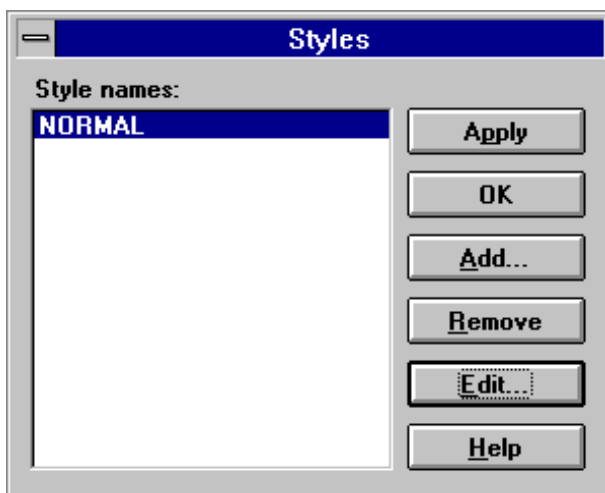 Styles
Style names:
NORMAL
Apply
OK
Add...
Remove
Edit...
Help